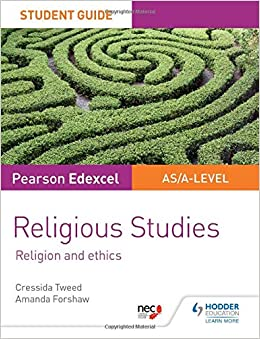 STUDENT GUIDE
Pearson Edexcel
AS/A-LEVEL
Religious Studies
Religion and ethics
Cressida Tweed
Amanda Forshaw
nec
HODDER
EDUCATION
LEARN MORE